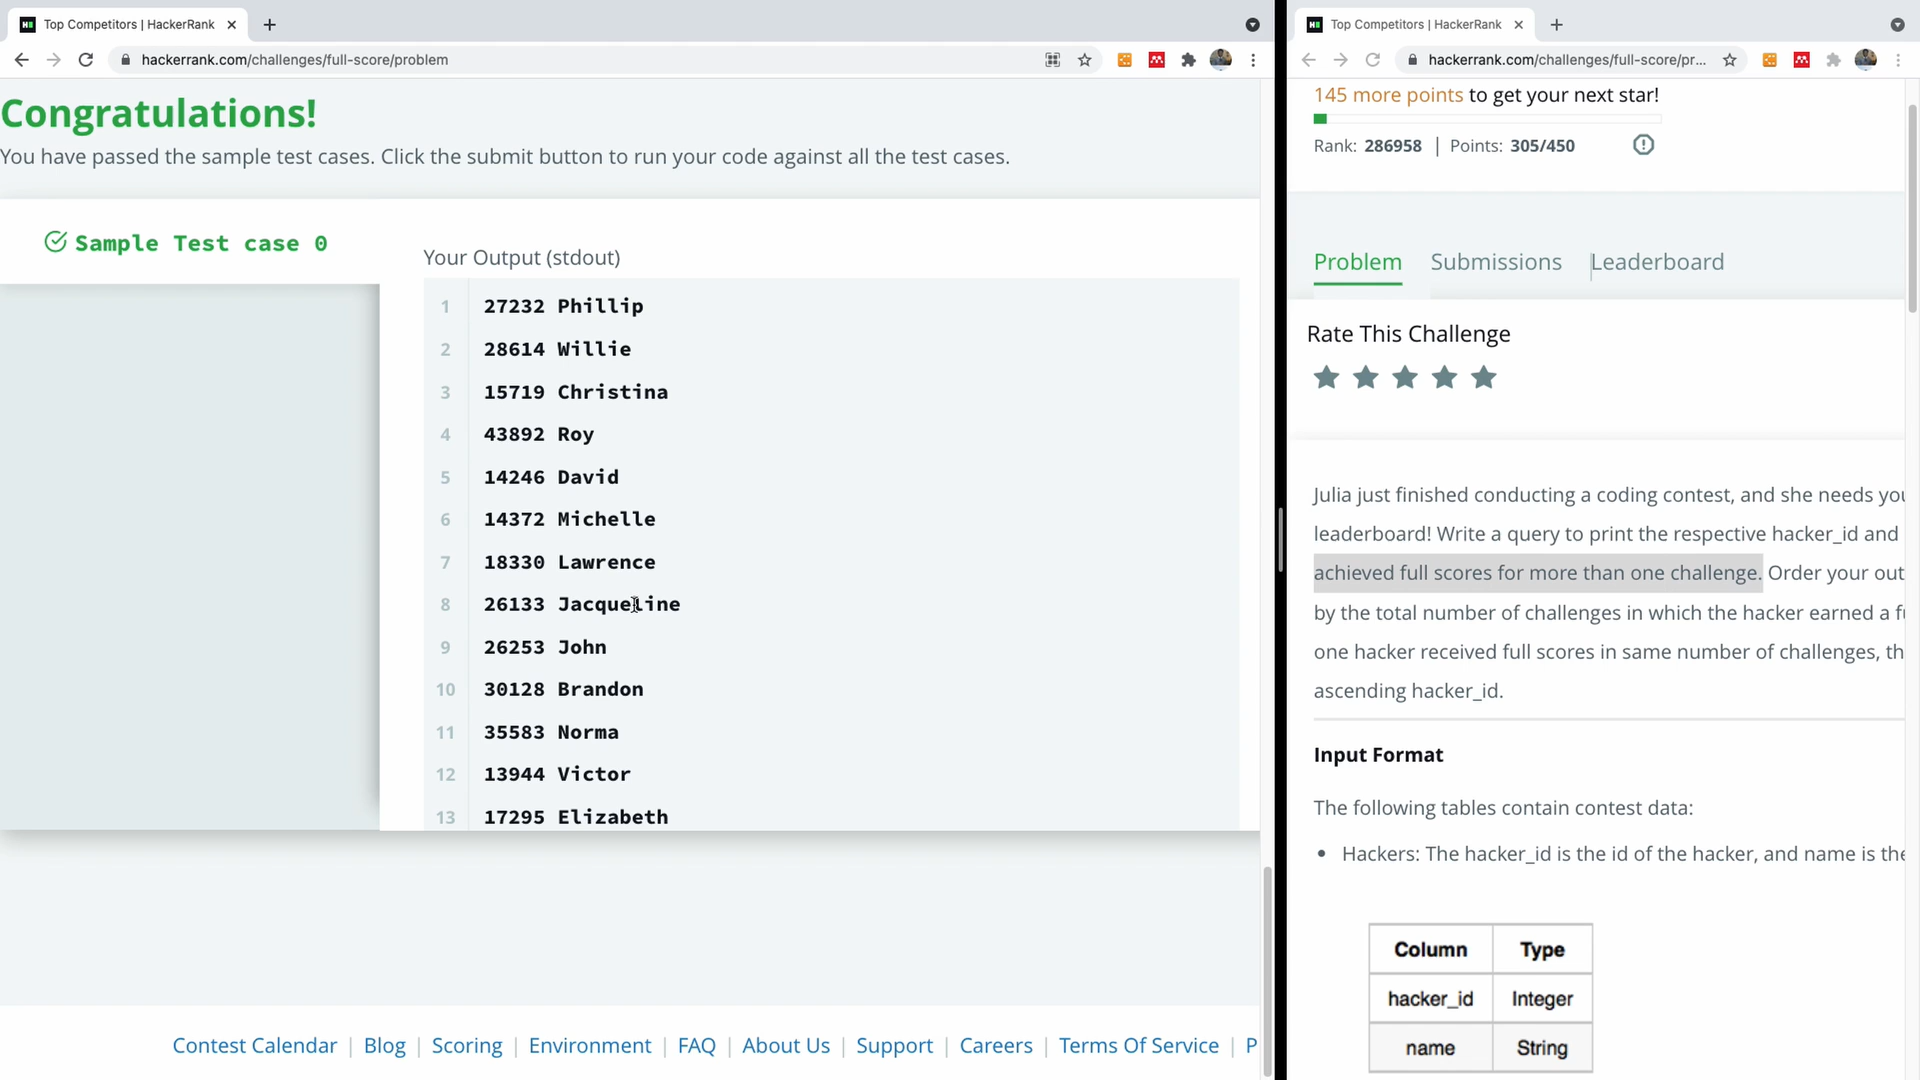 Top Competitors | HackerRank
hackerrank.com/challenges/full-score/problem
Congratulations!
You have passed the sample test cases. Click the submit button to run your code against all the test cases.
Sample Test case 0
Your Output (stdout)
1 27232 Phillip
2 28614 Willie
3 15719 Christina
4 43892 Roy
5 14246 David
6 14372 Michelle
7 18330 Lawrence
8 26133 Jacqueline
9 26253 John
10 30128 Brandon
11 35583 Norma
12 13944 Victor
13 17295 Elizabeth
Contest Calendar | Blog | Scoring | Environment | FAQ | About Us | Support | Careers | Terms Of Service | P
Top Competitors | HackerRank
hackerrank.com/challenges/full-score/pr...
145 more points to get your next star!
Rank: 286958 | Points: 305/450
Problem Submissions Leaderboard
Rate This Challenge
Julia just finished conducting a coding contest, and she needs you
leaderboard! Write a query to print the respective hacker_id and
achieved full scores for more than one challenge. Order your out
by the total number of challenges in which the hacker earned a fu
one hacker received full scores in same number of challenges, th
ascending hacker_id.
Input Format
The following tables contain contest data:
• Hackers: The hacker_id is the id of the hacker, and name is the
Column Type
hacker_id Integer
name String